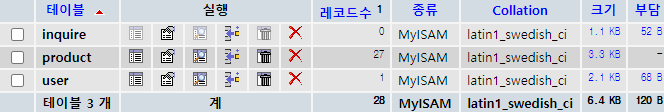 테이블 실행 레코드수 1 종류 Collation 크기 부담
inquire 0 MyISAM latin1_swedish_ci 1.1 KB 52 B
product 27 MyISAM latin1_swedish_ci 3.3 KB -
user 1 MyISAM latin1_swedish_ci 2.1 KB 68 B
테이블 3 개 계 28 MyISAM latin1_swedish_ci 6.4 KB 120 B